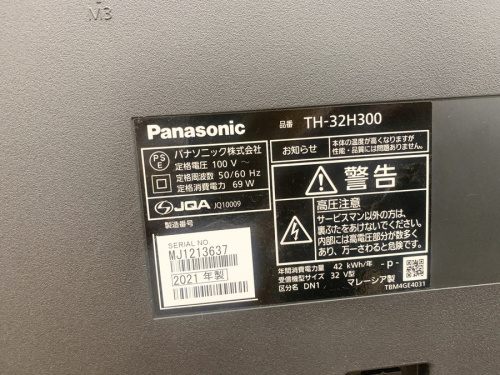 M3
Panasonic
品番 TH-32H300
PS
E
パナソニック株式会社
定格電圧 100 V～
定格周波数 50/60 Hz
定格消費電力 69 W
JQA JQ10009
製造番号
SERIAL NO.
MJ1213637
2021 年製
お知らせ
本体の温度が高くなりますが
性能・品質には問題ありません。
警告
高圧注意
サービスマン以外の方は、
裏ぶたをあけないでください。
内部には高電圧部分が数多く
あり、万一さわると危険です。
年間消費電力量 42 kWh/年 -p-
受信機型サイズ 32 V型
区分名 DN1 マレーシア製
TBM4GE4031